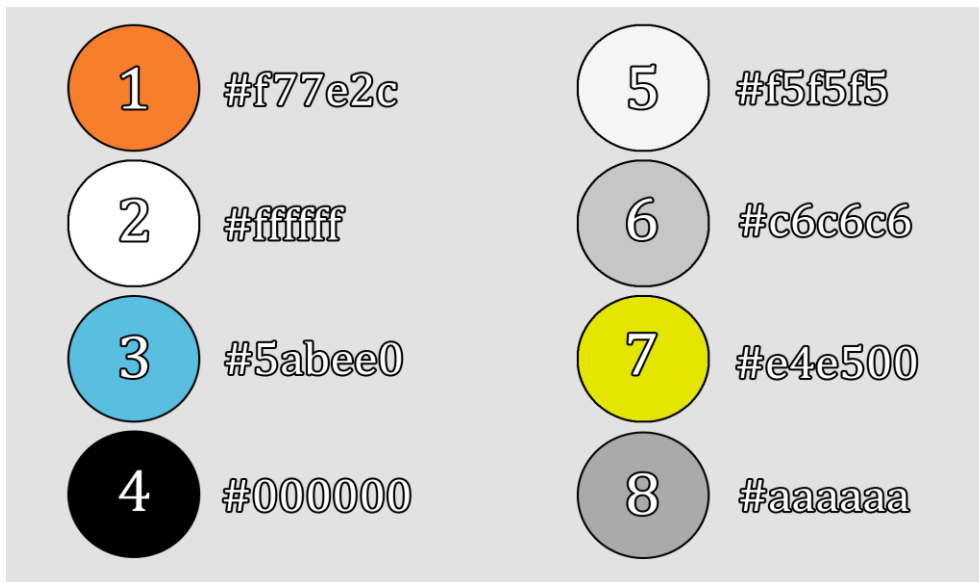 1 #f77e2c
2 #ffffff
3 #5abee0
4 #000000
5 #f5f5f5
6 #c6c6c6
7 #e4e500
8 #aaaaaa